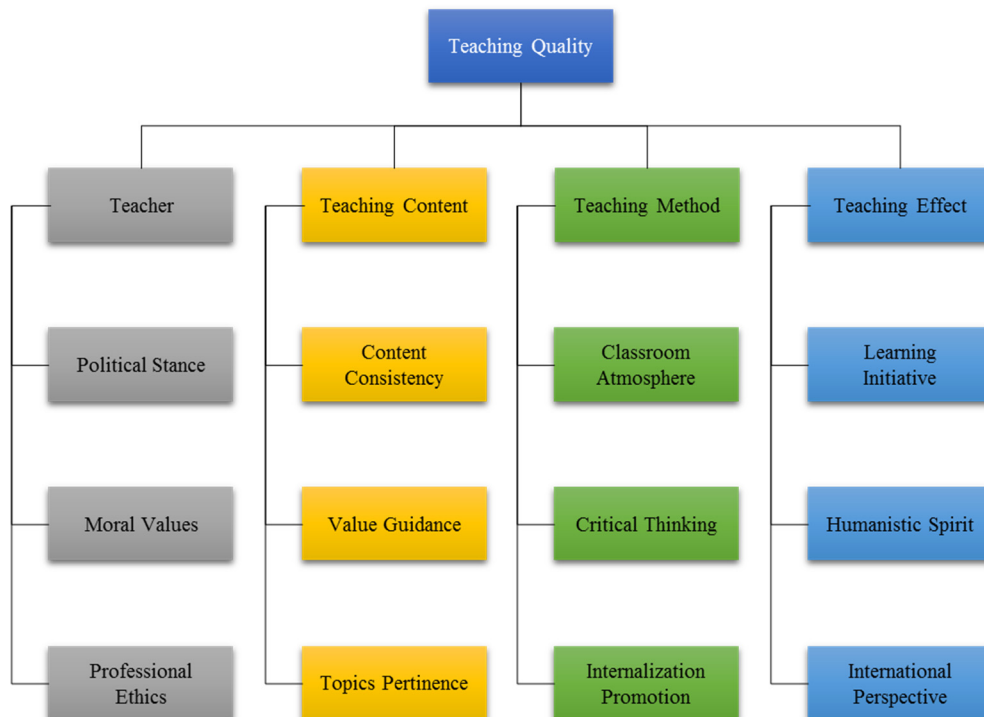 Teaching Quality
Teacher
Teaching Content
Teaching Method
Teaching Effect
Political Stance
Content
Consistency
Classroom
Atmosphere
Learning
Initiative
Moral Values
Value Guidance
Critical Thinking
Humanistic Spirit
Professional
Ethics
Topics Pertinence
Internalization
Promotion
International
Perspective